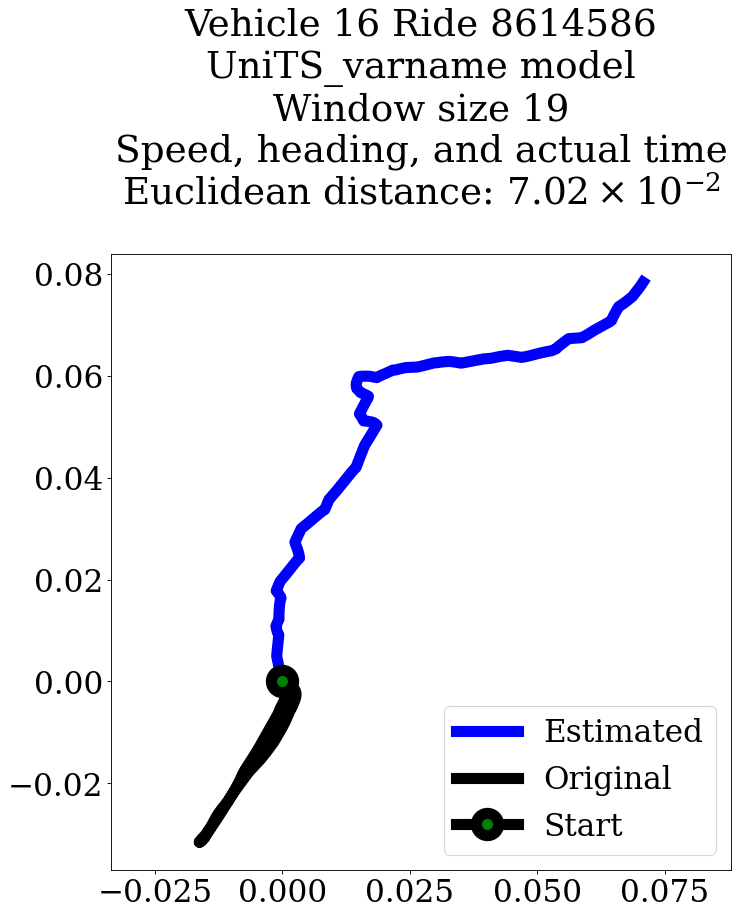 Vehicle 16 Ride 8614586
UniTS_varname model
Window size 19
Speed, heading, and actual time
Euclidean distance: 7.02 × 10⁻²
0.08
0.06
0.04
0.02
0.00
−0.02
Estimated
Original
Start
−0.025 0.000 0.025 0.050 0.075